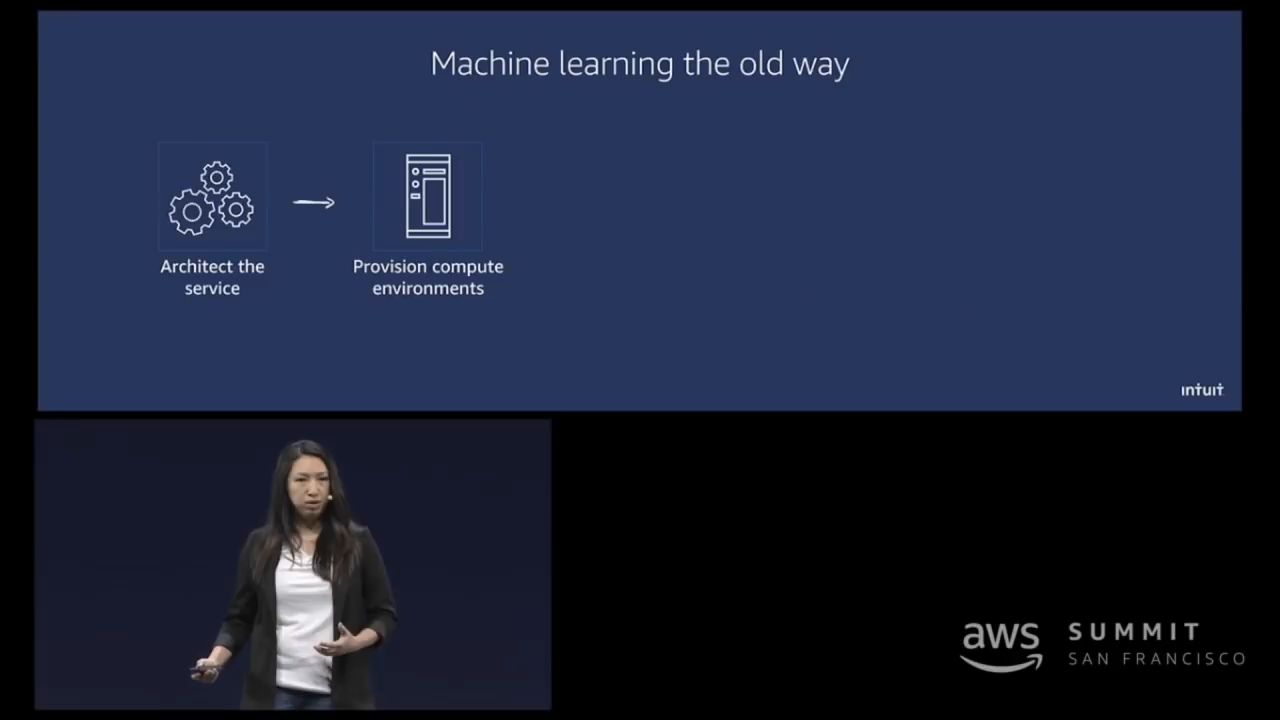 Machine learning the old way
Architect the
service
Provision compute
environments
intuit
aws
SUMMIT
SAN FRANCISCO